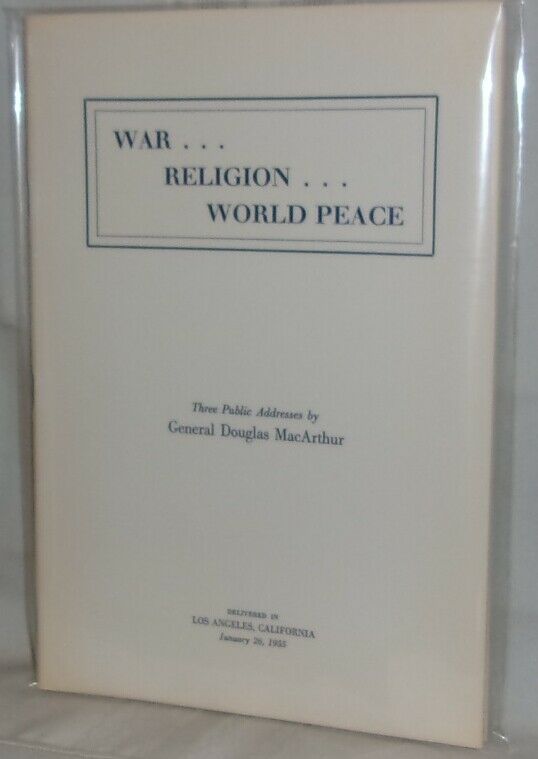 WAR . . .
RELIGION . . .
WORLD PEACE
Three Public Addresses by
General Douglas MacArthur
DELIVERED IN
LOS ANGELES, CALIFORNIA
January 26, 1955